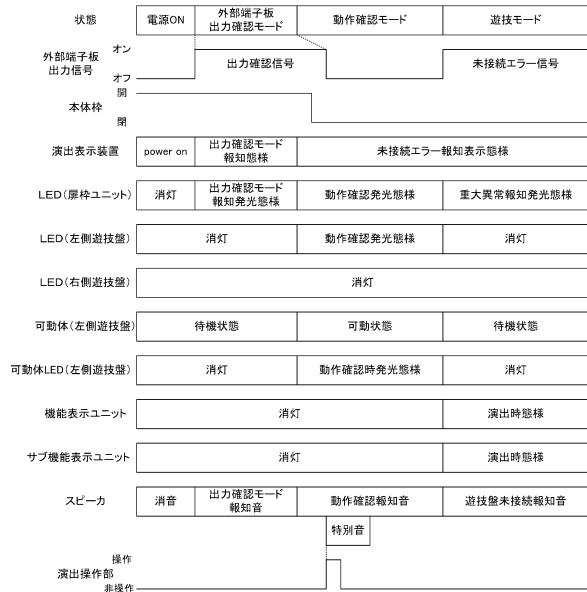 状態
電源ON
外部端子板
出力確認モード
動作確認モード
遊技モード
外部端子板
出力信号
オン
オフ
出力確認信号
未接続エラー信号
本体枠
開
閉
演出表示装置
power on
出力確認モード
報知態様
未接続エラー報知表示態様
LED(扉枠ユニット)
消灯
出力確認モード
報知発光態様
動作確認発光態様
重大異常報知発光態様
LED(左側遊技盤)
消灯
動作確認発光態様
消灯
LED(右側遊技盤)
消灯
可動体(左側遊技盤)
待機状態
可動状態
待機状態
可動体LED(左側遊技盤)
消灯
動作確認時発光態様
消灯
機能表示ユニット
消灯
演出時態様
サブ機能表示ユニット
消灯
演出時態様
スピーカ
消音
出力確認モード
報知音
動作確認報知音
遊技盤未接続報知音
特別音
演出操作部
操作
非操作